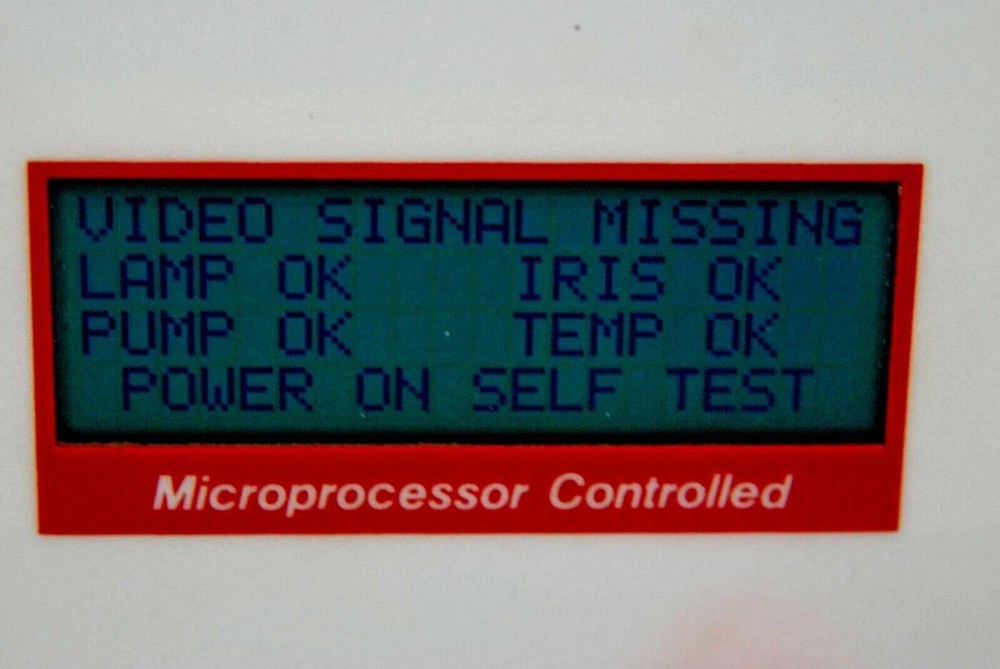 VIDEO SIGNAL MISSING
LAMP OK IRIS OK
PUMP OK TEMP OK
POWER ON SELF TEST
Microprocessor Controlled